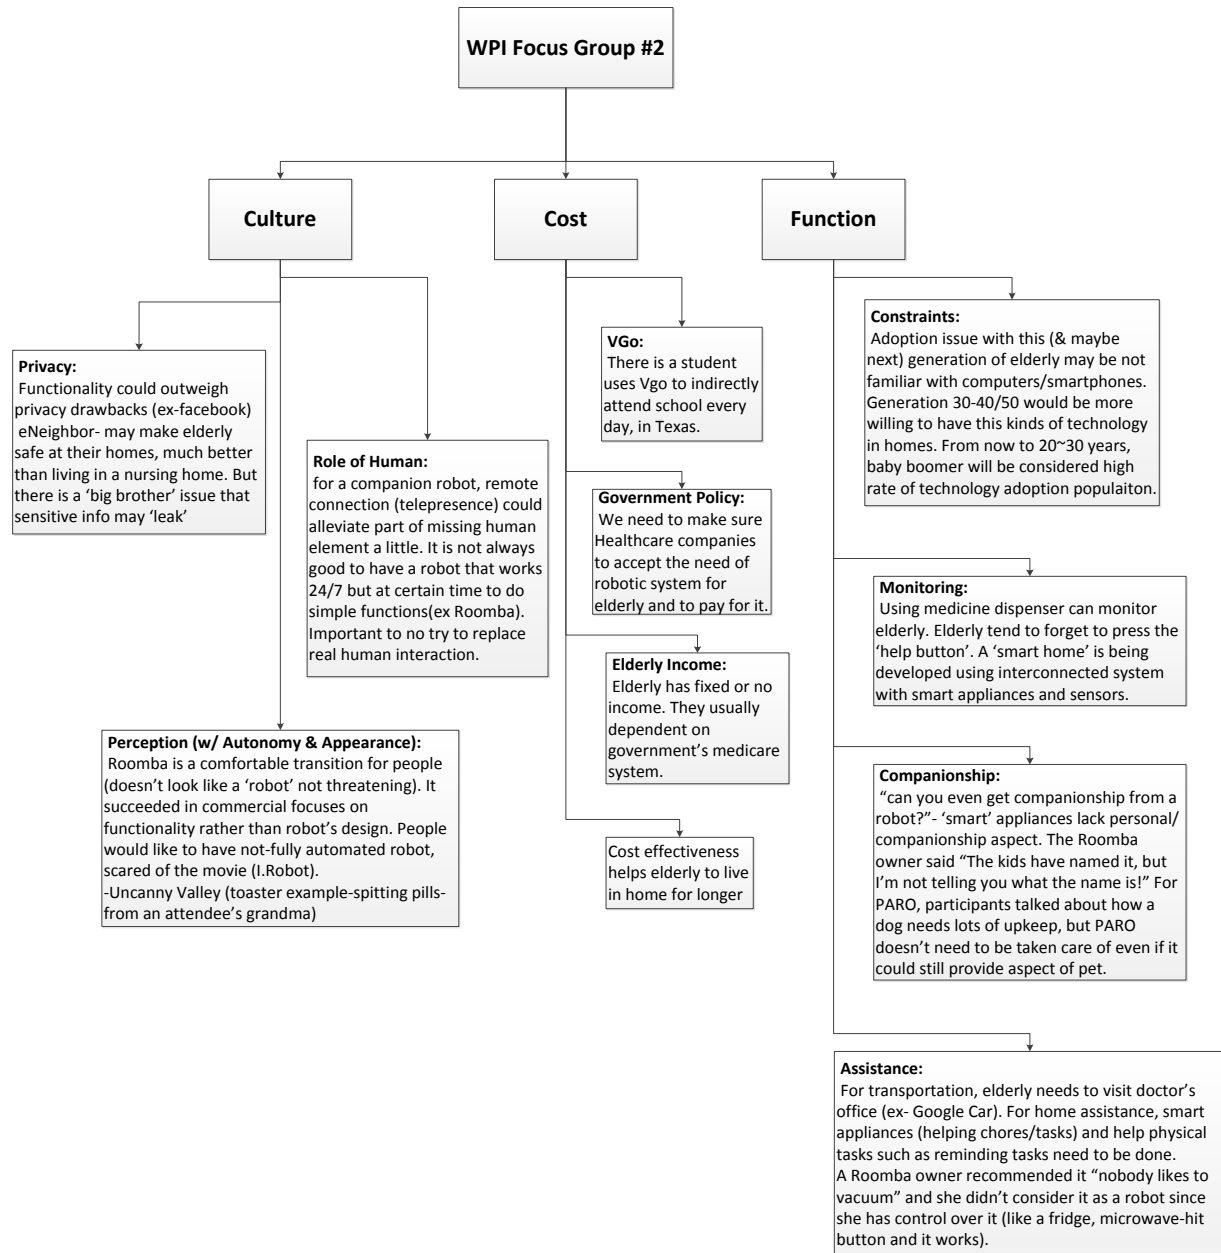 WPI Focus Group #2
Culture
Cost
Function
Privacy:
Functionality could outweigh
privacy drawbacks (ex-facebook)
eNeighbor- may make elderly
safe at their homes, much better
than living in a nursing home. But
there is a ‘big brother’ issue that
sensitive info may ‘leak’
Role of Human:
for a companion robot, remote
connection (telepresence) could
alleviate part of missing human
element a little. It is not always
good to have a robot that works
24/7 but at certain time to do
simple functions(ex Roomba).
Important to no try to replace
real human interaction.
Perception (w/ Autonomy & Appearance):
Roomba is a comfortable transition for people
(doesn’t look like a ‘robot’ not threatening). It
succeeded in commercial focuses on
functionality rather than robot’s design. People
would like to have not-fully automated robot,
scared of the movie (I.Robot).
-Uncanny Valley (toaster example-spitting pills-
from an attendee’s grandma)
VGo:
There is a student
uses Vgo to indirectly
attend school every
day, in Texas.
Government Policy:
We need to make sure
Healthcare companies
to accept the need of
robotic system for
elderly and to pay for it.
Elderly Income:
Elderly has fixed or no
income. They usually
dependent on
government’s medicare
system.
Cost effectiveness
helps elderly to live
in home for longer
Constraints:
Adoption issue with this (& maybe
next) generation of elderly may be not
familiar with computers/smartphones.
Generation 30-40/50 would be more
willing to have this kinds of technology
in homes. From now to 20~30 years,
baby boomer will be considered high
rate of technology adoption populaiton.
Monitoring:
Using medicine dispenser can monitor
elderly. Elderly tend to forget to press the
‘help button’. A ‘smart home’ is being
developed using interconnected system
with smart appliances and sensors.
Companionship:
“can you even get companionship from a
robot?”- ‘smart’ appliances lack personal/
companionship aspect. The Roomba
owner said “The kids have named it, but
I’m not telling you what the name is!” For
PARO, participants talked about how a
dog needs lots of upkeep, but PARO
doesn’t need to be taken care of even if it
could still provide aspect of pet.
Assistance:
For transportation, elderly needs to visit doctor’s
office (ex- Google Car). For home assistance, smart
appliances (helping chores/tasks) and help physical
tasks such as reminding tasks need to be done.
A Roomba owner recommended it “nobody likes to
vacuum” and she didn’t consider it as a robot since
she has control over it (like a fridge, microwave-hit
button and it works).